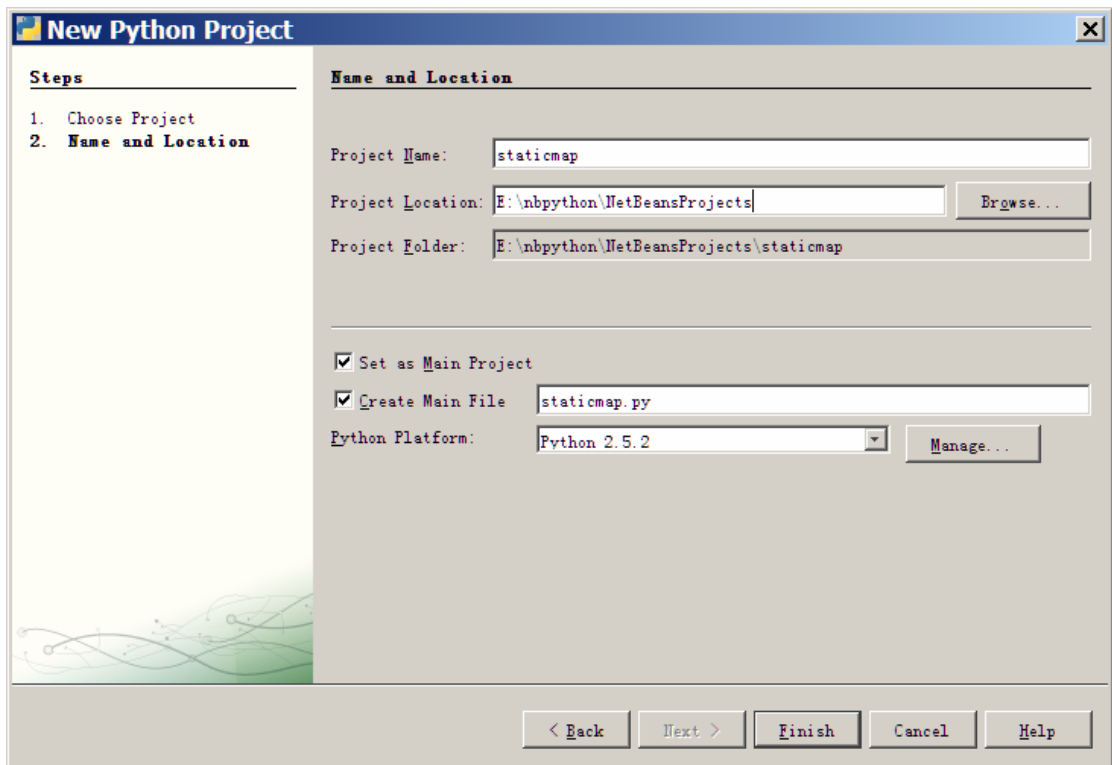 New Python Project
Steps
1. Choose Project
2. Name and Location
Name and Location
Project Name: staticmap
Project Location: E:\nbpython\NetBeansProjects Browse...
Project Folder: E:\nbpython\NetBeansProjects\staticmap
Set as Main Project
Create Main File staticmap.py
Python Platform: Python 2.5.2 Manage...
< Back Next > Finish Cancel Help